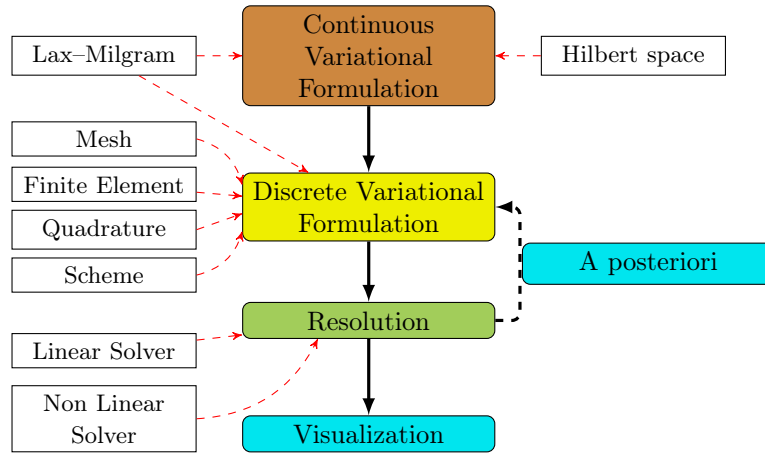 Continuous
Variational
Formulation
Lax–Milgram
Hilbert space
Mesh
Finite Element
Quadrature
Scheme
Discrete Variational
Formulation
A posteriori
Resolution
Linear Solver
Non Linear
Solver
Visualization